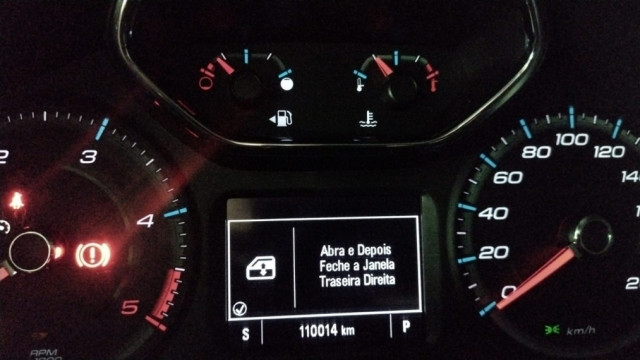 2
3
4
5
RPM
Abra e Depois
Feche a Janela
Traseira Direita
S
110014 km
P
0
20
40
60
80
100
120
km/h